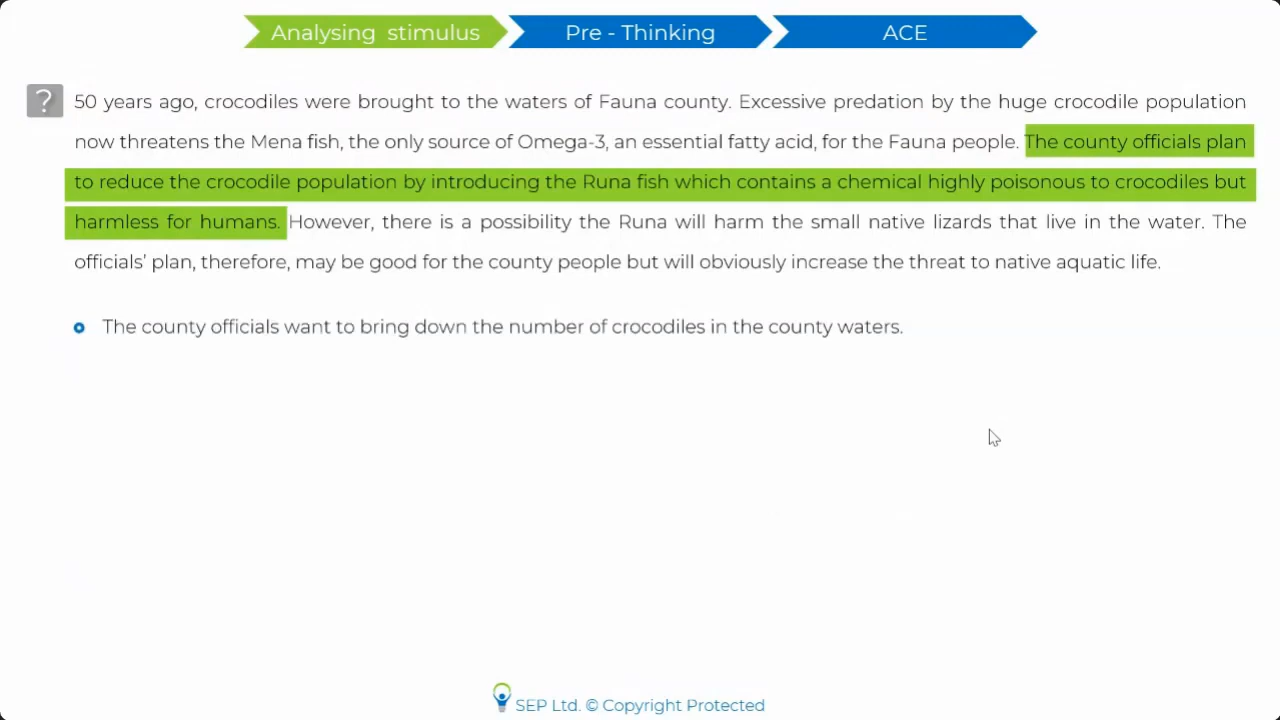 Analysing stimulus
Pre - Thinking
ACE
?
50 years ago, crocodiles were brought to the waters of Fauna county. Excessive predation by the huge crocodile population
now threatens the Mena fish, the only source of Omega-3, an essential fatty acid, for the Fauna people. The county officials plan
to reduce the crocodile population by introducing the Runa fish which contains a chemical highly poisonous to crocodiles but
harmless for humans. However, there is a possibility the Runa will harm the small native lizards that live in the water. The
officials' plan, therefore, may be good for the county people but will obviously increase the threat to native aquatic life.
The county officials want to bring down the number of crocodiles in the county waters.
SEP Ltd. © Copyright Protected